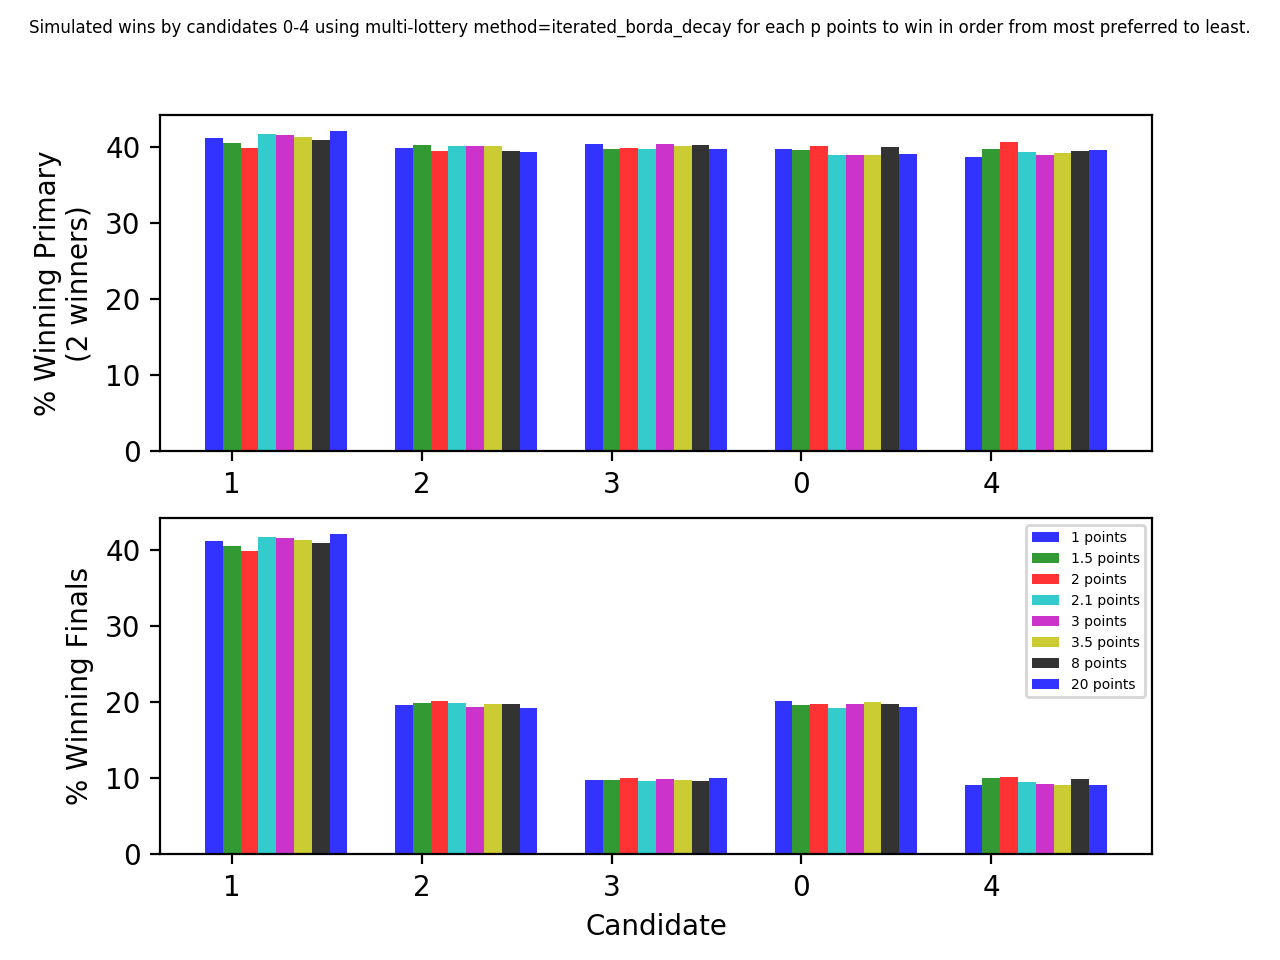 Simulated wins by candidates 0-4 using multi-lottery method=iterated_borda_decay for each p points to win in order from most preferred to least.
% Winning Primary
(2 winners)
40
30
20
10
0
1 2 3 0 4
% Winning Finals
40
30
20
10
0
1 points
1.5 points
2 points
2.1 points
3 points
3.5 points
8 points
20 points
1 2 3 0 4
Candidate